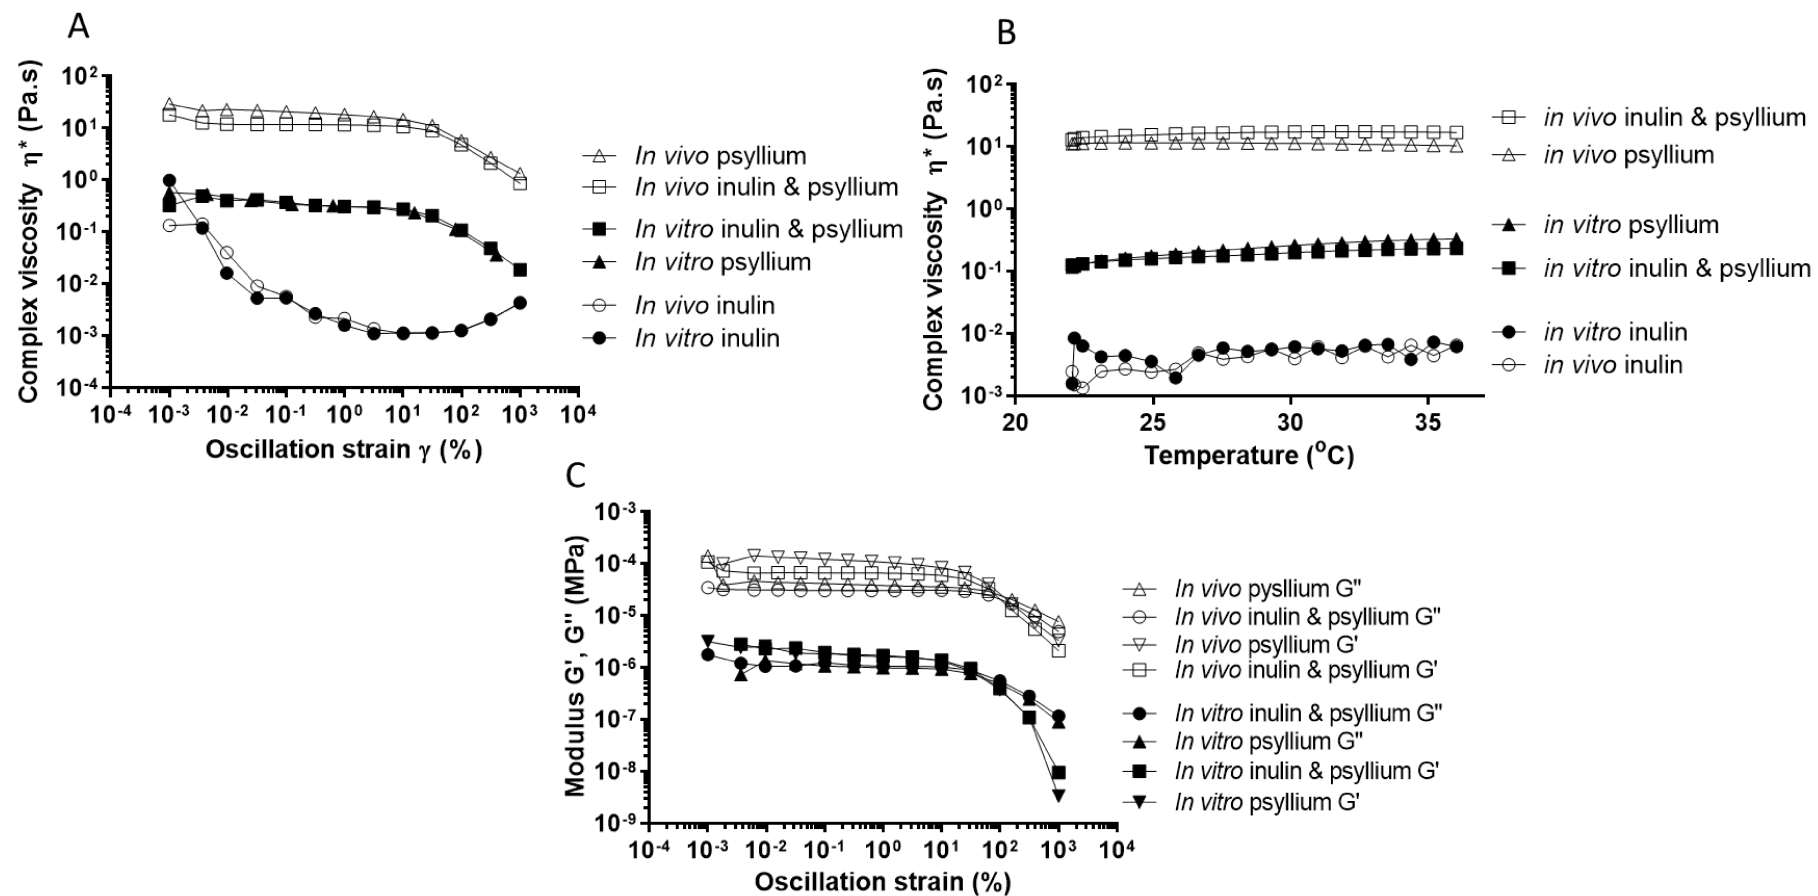 A
Complex viscosity η* (Pa.s)
10² 10¹ 10⁰ 10⁻¹ 10⁻² 10⁻³ 10⁻⁴
10⁻⁴ 10⁻³ 10⁻² 10⁻¹ 10⁰ 10¹ 10² 10³ 10⁴
Oscillation strain γ (%)
In vivo psyllium
In vivo inulin & psyllium
In vitro inulin & psyllium
In vitro psyllium
In vivo inulin
In vitro inulin
B
Complex viscosity η* (Pa.s)
10² 10¹ 10⁰ 10⁻¹ 10⁻² 10⁻³
20 25 30 35
Temperature (ᴼC)
in vivo inulin & psyllium
in vivo psyllium
in vitro psyllium
in vitro inulin & psyllium
in vitro inulin
in vivo inulin
C
Modulus G', G'' (MPa)
10⁻³ 10⁻⁴ 10⁻⁵ 10⁻⁶ 10⁻⁷ 10⁻⁸ 10⁻⁹
10⁻⁴ 10⁻³ 10⁻² 10⁻¹ 10⁰ 10¹ 10² 10³ 10⁴
Oscillation strain (%)
In vivo pysllium G''
In vivo inulin & psyllium G''
In vivo psyllium G'
In vivo inulin & psyllium G'
In vitro inulin & psyllium G''
In vitro psyllium G''
In vitro inulin & psyllium G'
In vitro psyllium G'